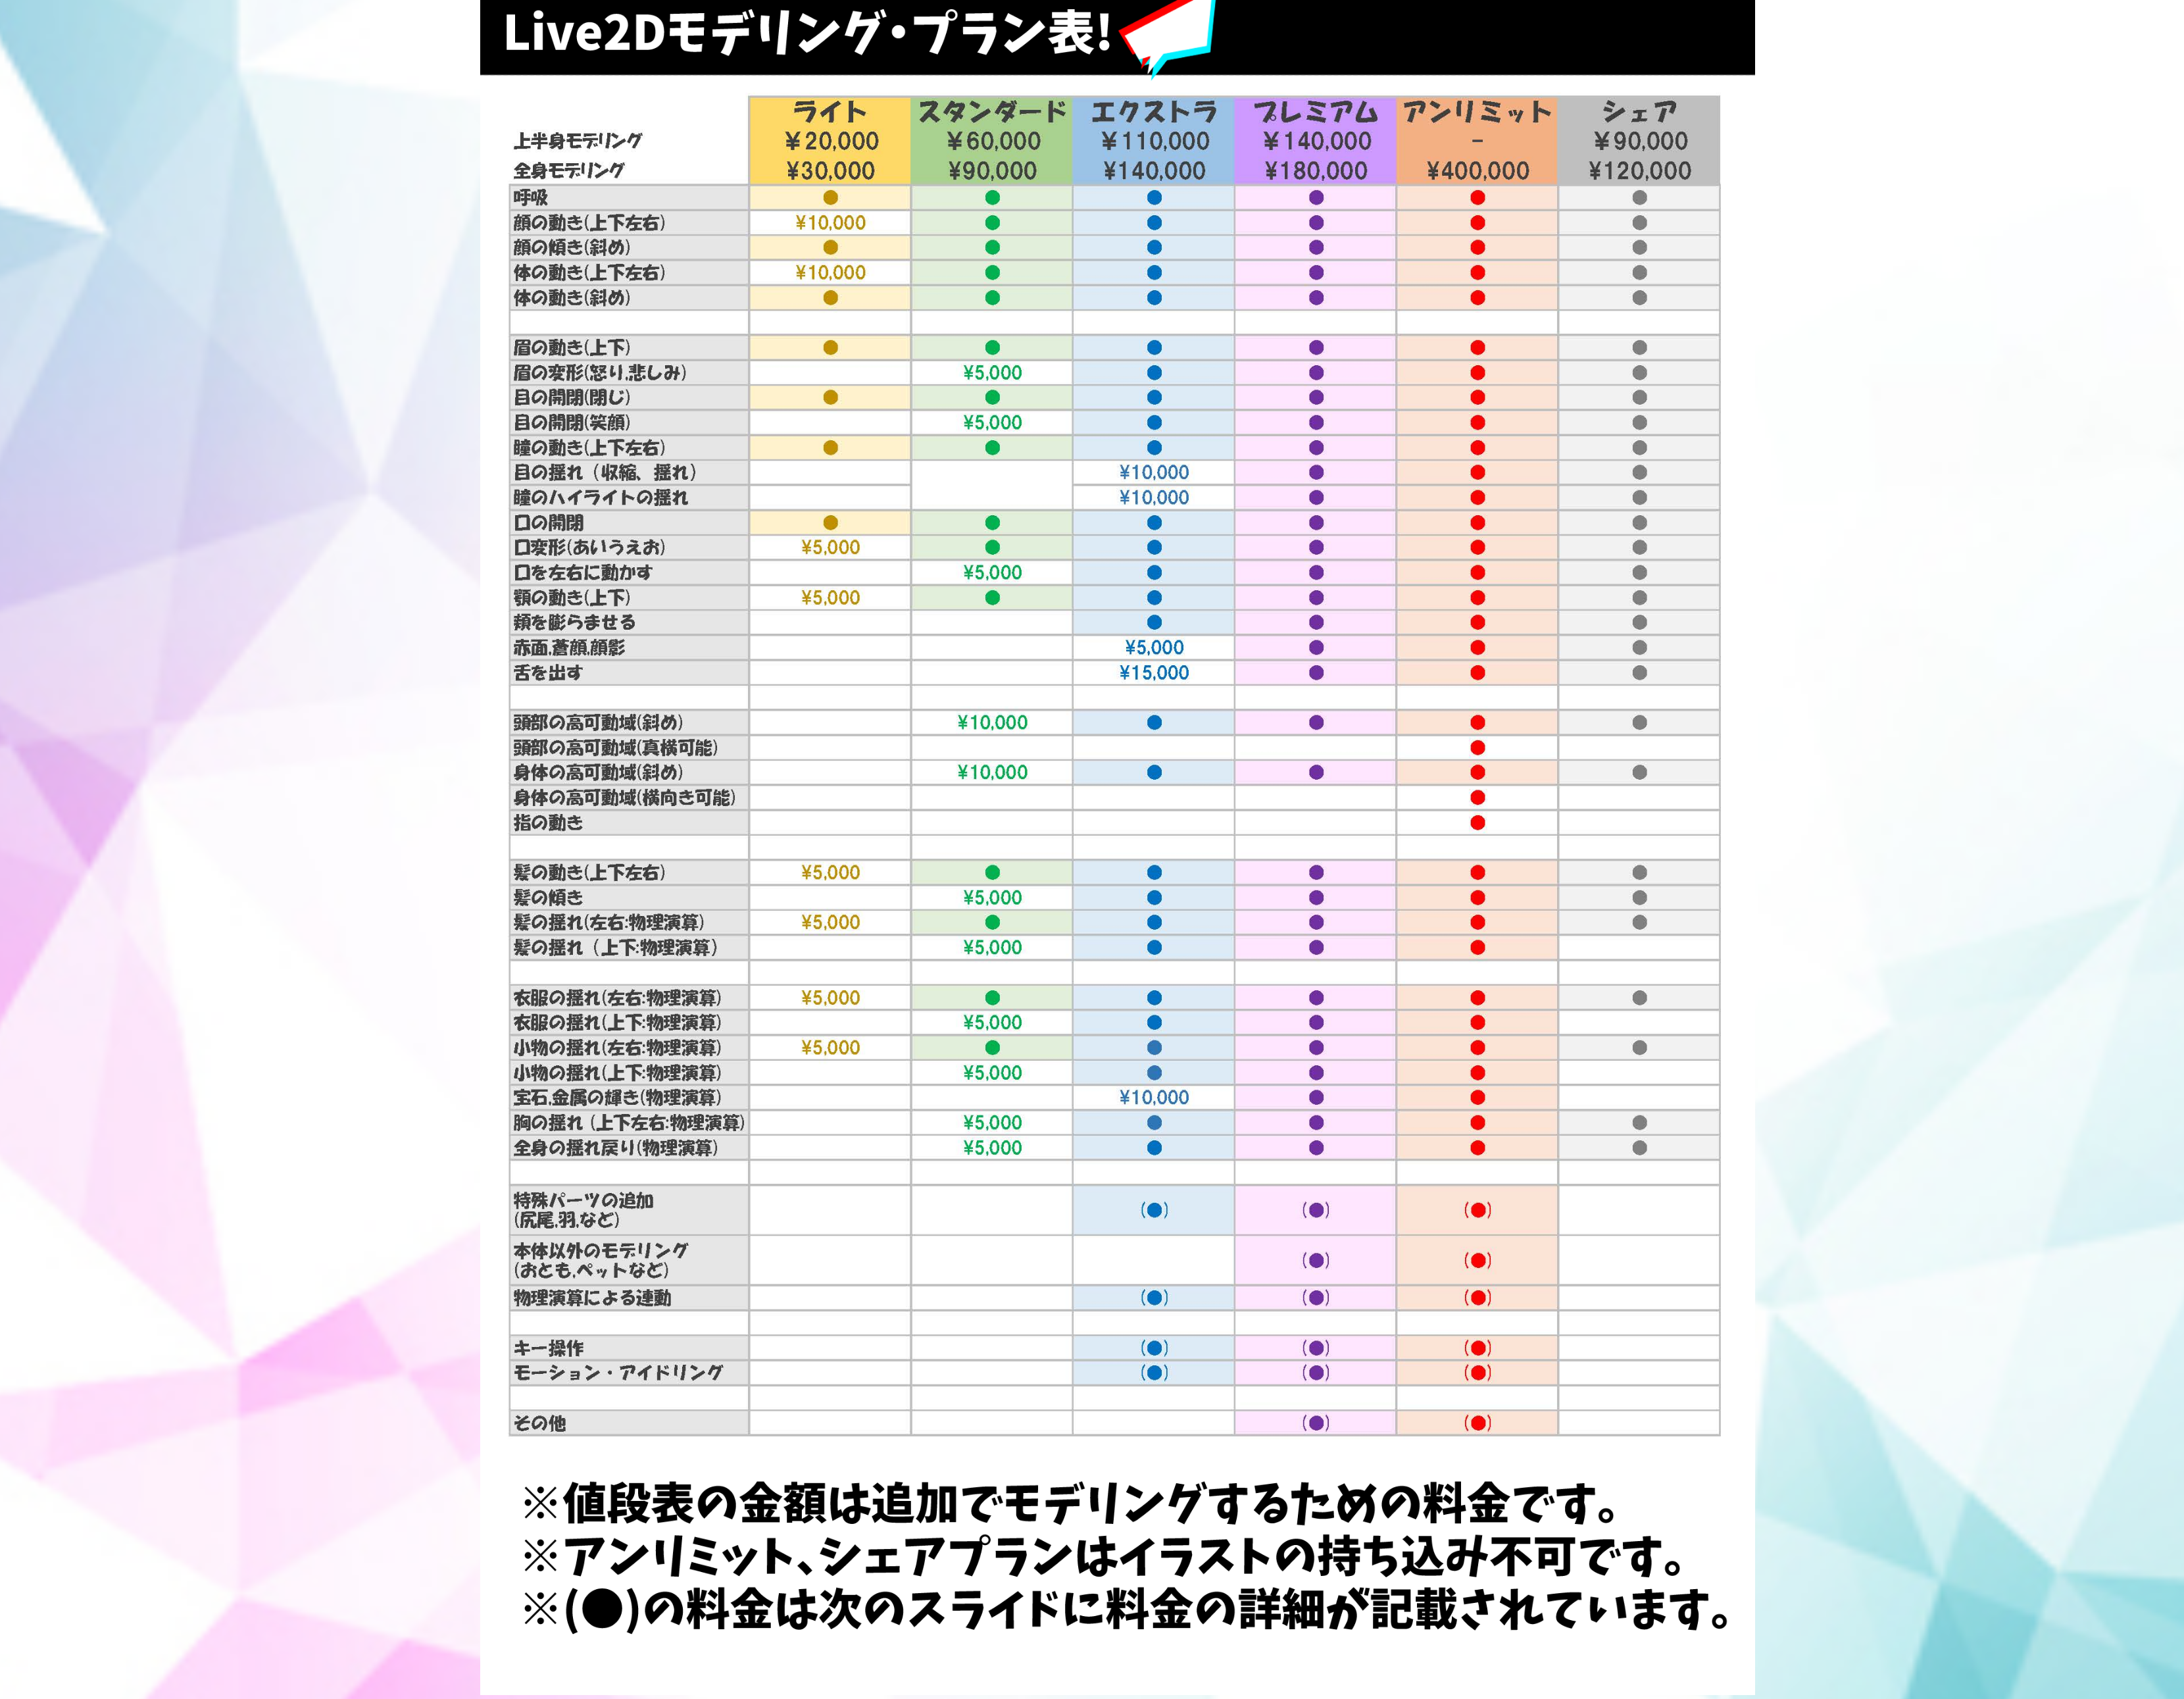 Live2Dモデリング・プラン表!
ライト スタンダード エクストラ プレミアム アンリミット シェア
上半身モデリング ¥20,000 ¥60,000 ¥110,000 ¥140,000 - ¥90,000
全身モデリング ¥30,000 ¥90,000 ¥140,000 ¥180,000 ¥400,000 ¥120,000
呼吸 ● ● ● ● ● ●
顔の動き(上下左右) ¥10,000 ● ● ● ● ●
顔の傾き(斜め) ● ● ● ● ● ●
体の動き(上下左右) ¥10,000 ● ● ● ● ●
体の動き(斜め) ● ● ● ● ● ●
眉の動き(上下) ● ● ● ● ● ●
眉の変形(怒り,悲しみ) ¥5,000 ● ● ● ●
目の開閉(閉じ) ● ● ● ● ● ●
目の開閉(笑顔) ¥5,000 ● ● ● ●
瞳の動き(上下左右) ● ● ● ● ● ●
目の揺れ（収縮、揺れ） ¥10,000 ● ● ●
瞳のハイライトの揺れ ¥10,000 ● ● ●
口の開閉 ● ● ● ● ● ●
口変形(あいうえお) ¥5,000 ● ● ● ● ●
口を左右に動かす ¥5,000 ● ● ● ●
顎の動き(上下) ¥5,000 ● ● ● ● ●
頬を膨らませる ● ● ● ●
赤面,蒼顔,顔影 ¥5,000 ● ● ●
舌を出す ¥15,000 ● ● ●
頭部の高可動域(斜め) ¥10,000 ● ● ● ●
頭部の高可動域(真横可能) ●
身体の高可動域(斜め) ¥10,000 ● ● ● ●
身体の高可動域(横向き可能) ●
指の動き ●
髪の動き(上下左右) ¥5,000 ● ● ● ● ●
髪の傾き ¥5,000 ● ● ● ●
髪の揺れ(左右:物理演算) ¥5,000 ● ● ● ● ●
髪の揺れ（上下:物理演算) ¥5,000 ● ● ●
衣服の揺れ(左右:物理演算) ¥5,000 ● ● ● ● ●
衣服の揺れ(上下:物理演算) ¥5,000 ● ● ●
小物の揺れ(左右:物理演算) ¥5,000 ● ● ● ● ●
小物の揺れ(上下:物理演算) ¥5,000 ● ● ●
宝石,金属の輝き(物理演算) ¥10,000 ● ●
胸の揺れ（上下左右:物理演算) ¥5,000 ● ● ● ●
全身の揺れ戻り(物理演算) ¥5,000 ● ● ● ●
特殊パーツの追加
(尻尾,羽,など) (●) (●) (●)
本体以外のモデリング
(おとも,ペットなど) (●) (●)
物理演算による連動 (●) (●) (●)
キー操作 (●) (●) (●)
モーション・アイドリング (●) (●) (●)
その他 (●) (●)
※値段表の金額は追加でモデリングするための料金です。
※アンリミット、シェアプランはイラストの持ち込み不可です。
※(●)の料金は次のスライドに料金の詳細が記載されています。